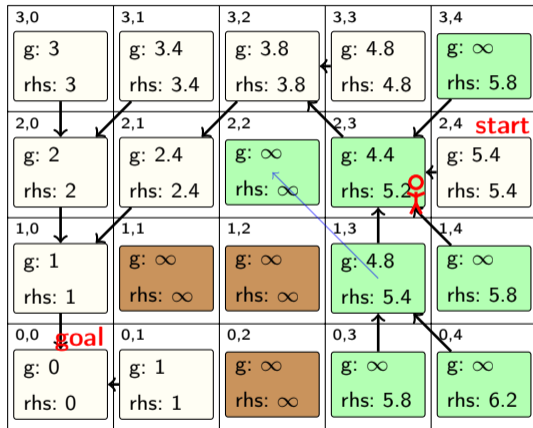 3,0 3,1 3,2 3,3 3,4
g: 3 g: 3.4 g: 3.8 g: 4.8 g: ∞
rhs: 3 rhs: 3.4 rhs: 3.8 rhs: 4.8 rhs: 5.8
2,0 2,1 2,2 2,3 2,4 start
g: 2 g: 2.4 g: ∞ g: 4.4 g: 5.4
rhs: 2 rhs: 2.4 rhs: ∞ rhs: 5.2 rhs: 5.4
1,0 1,1 1,2 1,3 1,4
g: 1 g: ∞ g: ∞ g: 4.8 g: ∞
rhs: 1 rhs: ∞ rhs: ∞ rhs: 5.4 rhs: 5.8
0,0 goal 0,1 0,2 0,3 0,4
g: 0 g: 1 g: ∞ g: ∞ g: ∞
rhs: 0 rhs: 1 rhs: ∞ rhs: 5.8 rhs: 6.2